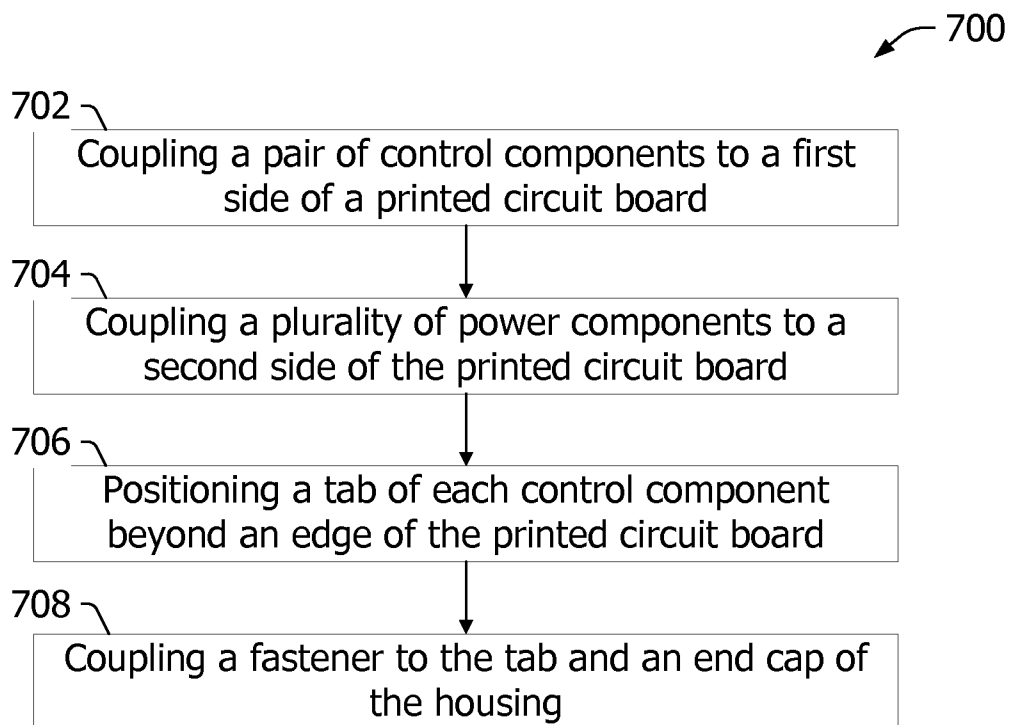 700
702
Coupling a pair of control components to a first
side of a printed circuit board
704
Coupling a plurality of power components to a
second side of the printed circuit board
706
Positioning a tab of each control component
beyond an edge of the printed circuit board
708
Coupling a fastener to the tab and an end cap of
the housing